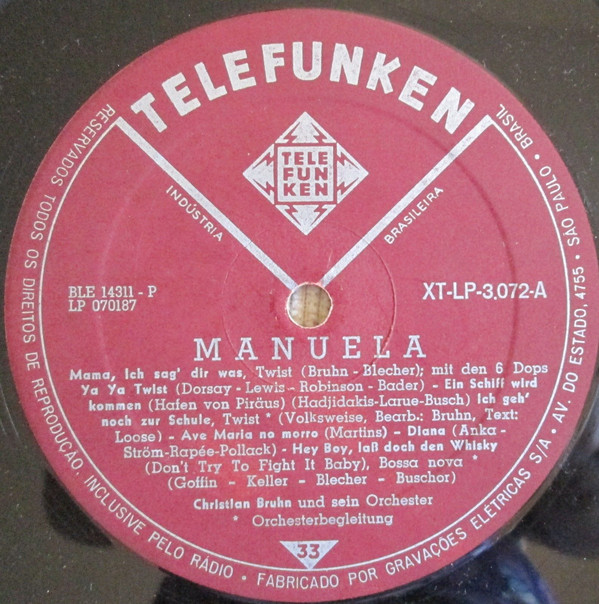 TELEFUNKEN
TELE
FUN
KEN
INDÚSTRIA
BRASILEIRA
BLE 14311 - P
LP 070187
XT-LP-3.072-A
MANUELA
Mama, Ich sag' dir was, Twist (Bruhn - Blecher); mit den 6 Dops
Ya Ya Twist (Dorsay - Lewis - Robinson - Bader) - Ein Schiff wird
kommen (Hafen von Piräus) (Hadjidakis-Larue-Busch) Ich geh'
noch zur Schule, Twist * (Volksweise, Bearb.: Bruhn, Text:
Loose) - Ave Maria no morro (Martins) - Diana (Anka -
Ström-Rapée-Pollack) - Hey Boy, laß doch den Whisky
(Don't Try To Fight It Baby), Bossa nova *
(Goffin - Keller - Blecher - Buschor)
Christian Bruhn und sein Orchester
* Orchesterbegleitung
33
RESERVADOS TODOS OS DIREITOS DE REPRODUÇÃO, INCLUSIVE PELO RÁDIO • FABRICADO POR GRAVAÇÕES ELÉTRICAS S/A • AV. DO ESTADO, 4755 • SÃO PAULO • BRASIL